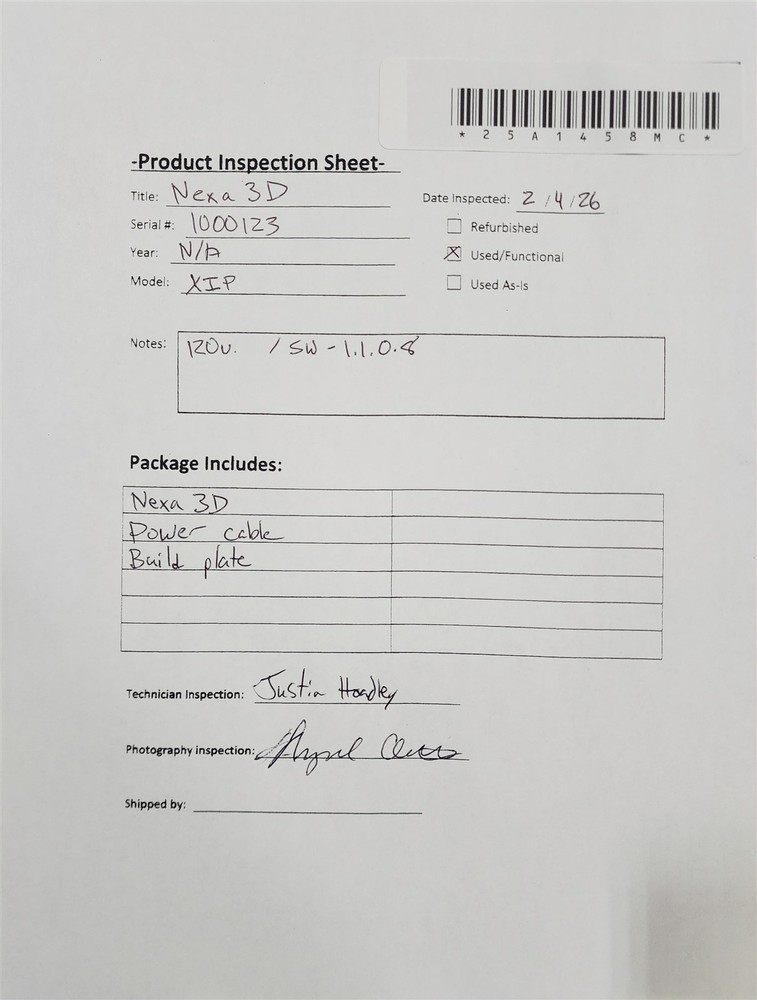 * 2 5 A 1 4 5 8 M C *
-Product Inspection Sheet-
Title: Nexa 3D
Date Inspected: 2/4/26
Serial #: 1000123
Refurbished
Year: N/A
☒ Used/Functional
Model: XIP
Used As-Is
Notes: 120v. / SW - 1.1.0.8
Package Includes:
Nexa 3D
Power cable
Build plate
Technician Inspection: Justin Hoadley
Photography inspection:
Shipped by: